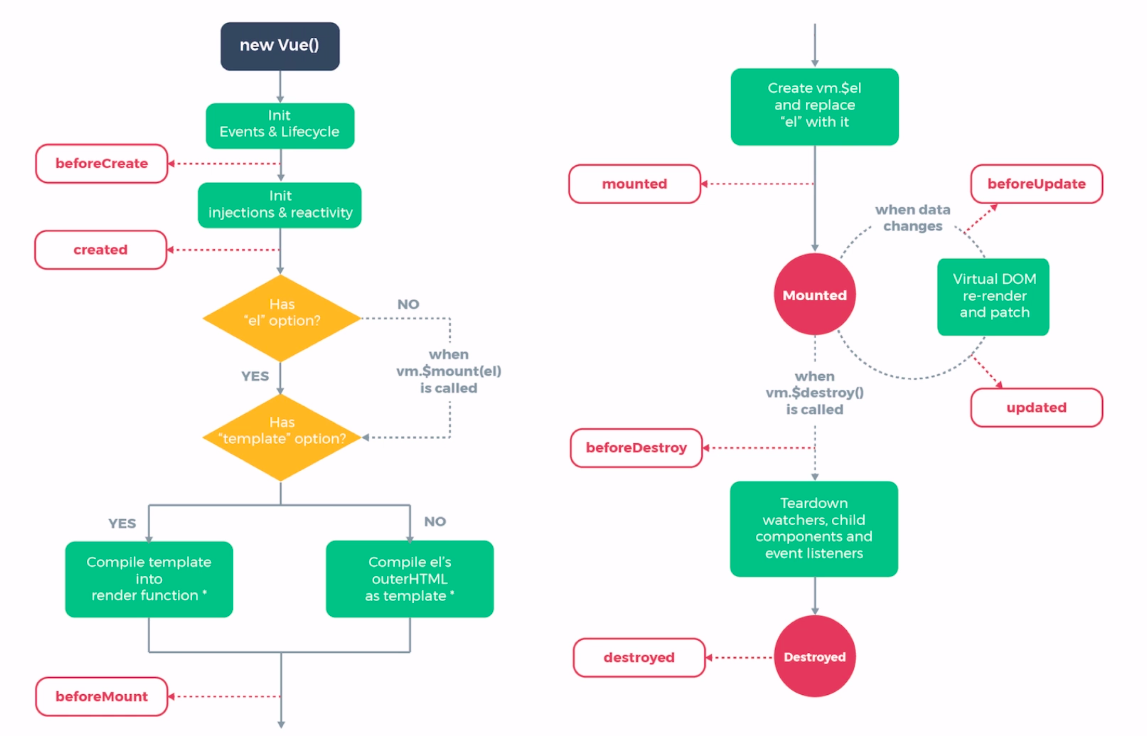 new Vue()
Init
Events & Lifecycle
beforeCreate
Init
injections & reactivity
created
Has
"el" option?
NO
when
vm.$mount(el)
is called
YES
Has
"template" option?
YES
NO
Compile template
into
render function *
Compile el's
outerHTML
as template *
beforeMount
Create vm.$el
and replace
"el" with it
mounted
beforeUpdate
when data
changes
Mounted
Virtual DOM
re-render
and patch
when
vm.$destroy()
is called
updated
beforeDestroy
Teardown
watchers, child
components and
event listeners
destroyed
Destroyed